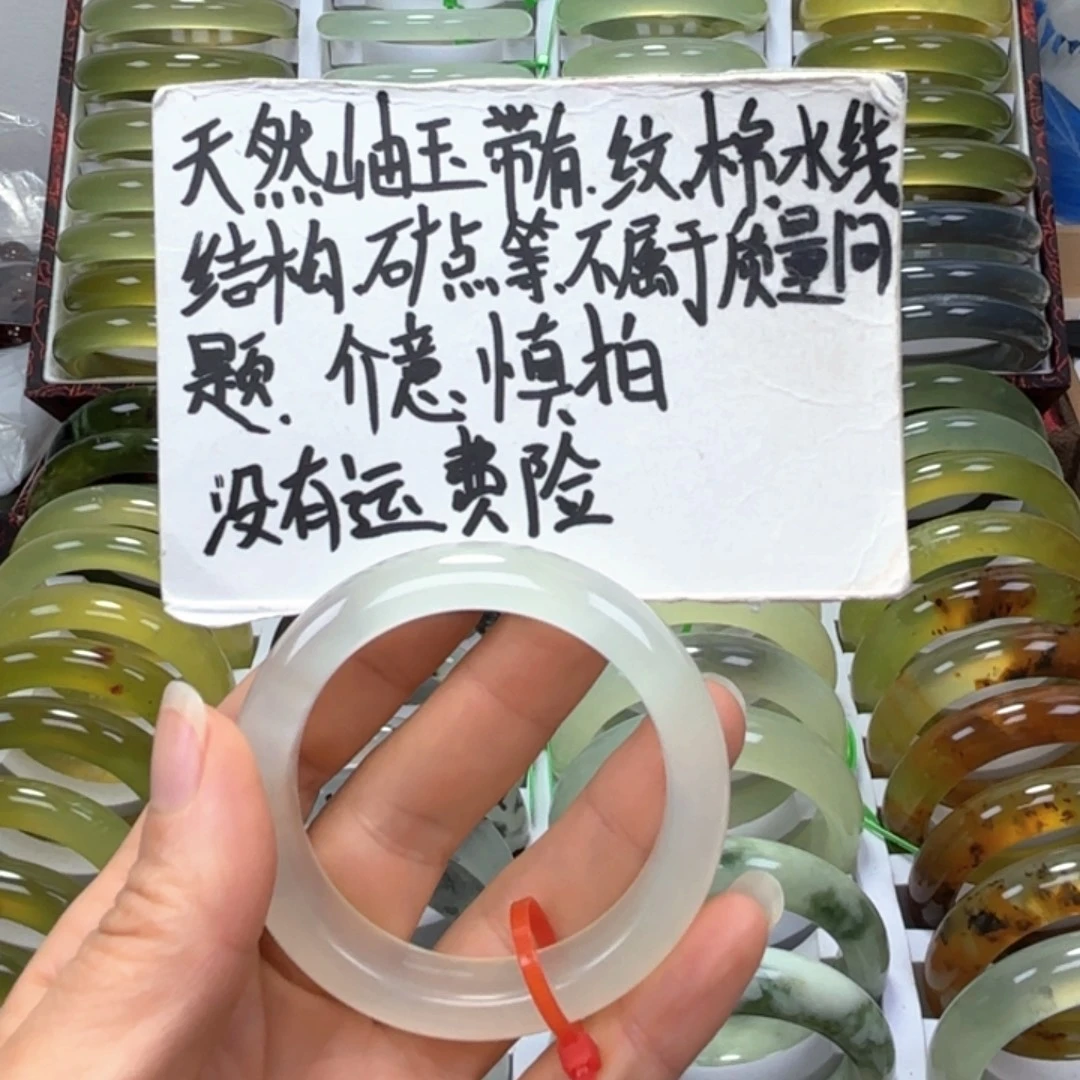 天然岫玉带有.纹.棉.水线
结构.矿点等.不属于质量问
题.介意.慎拍
没有运费险